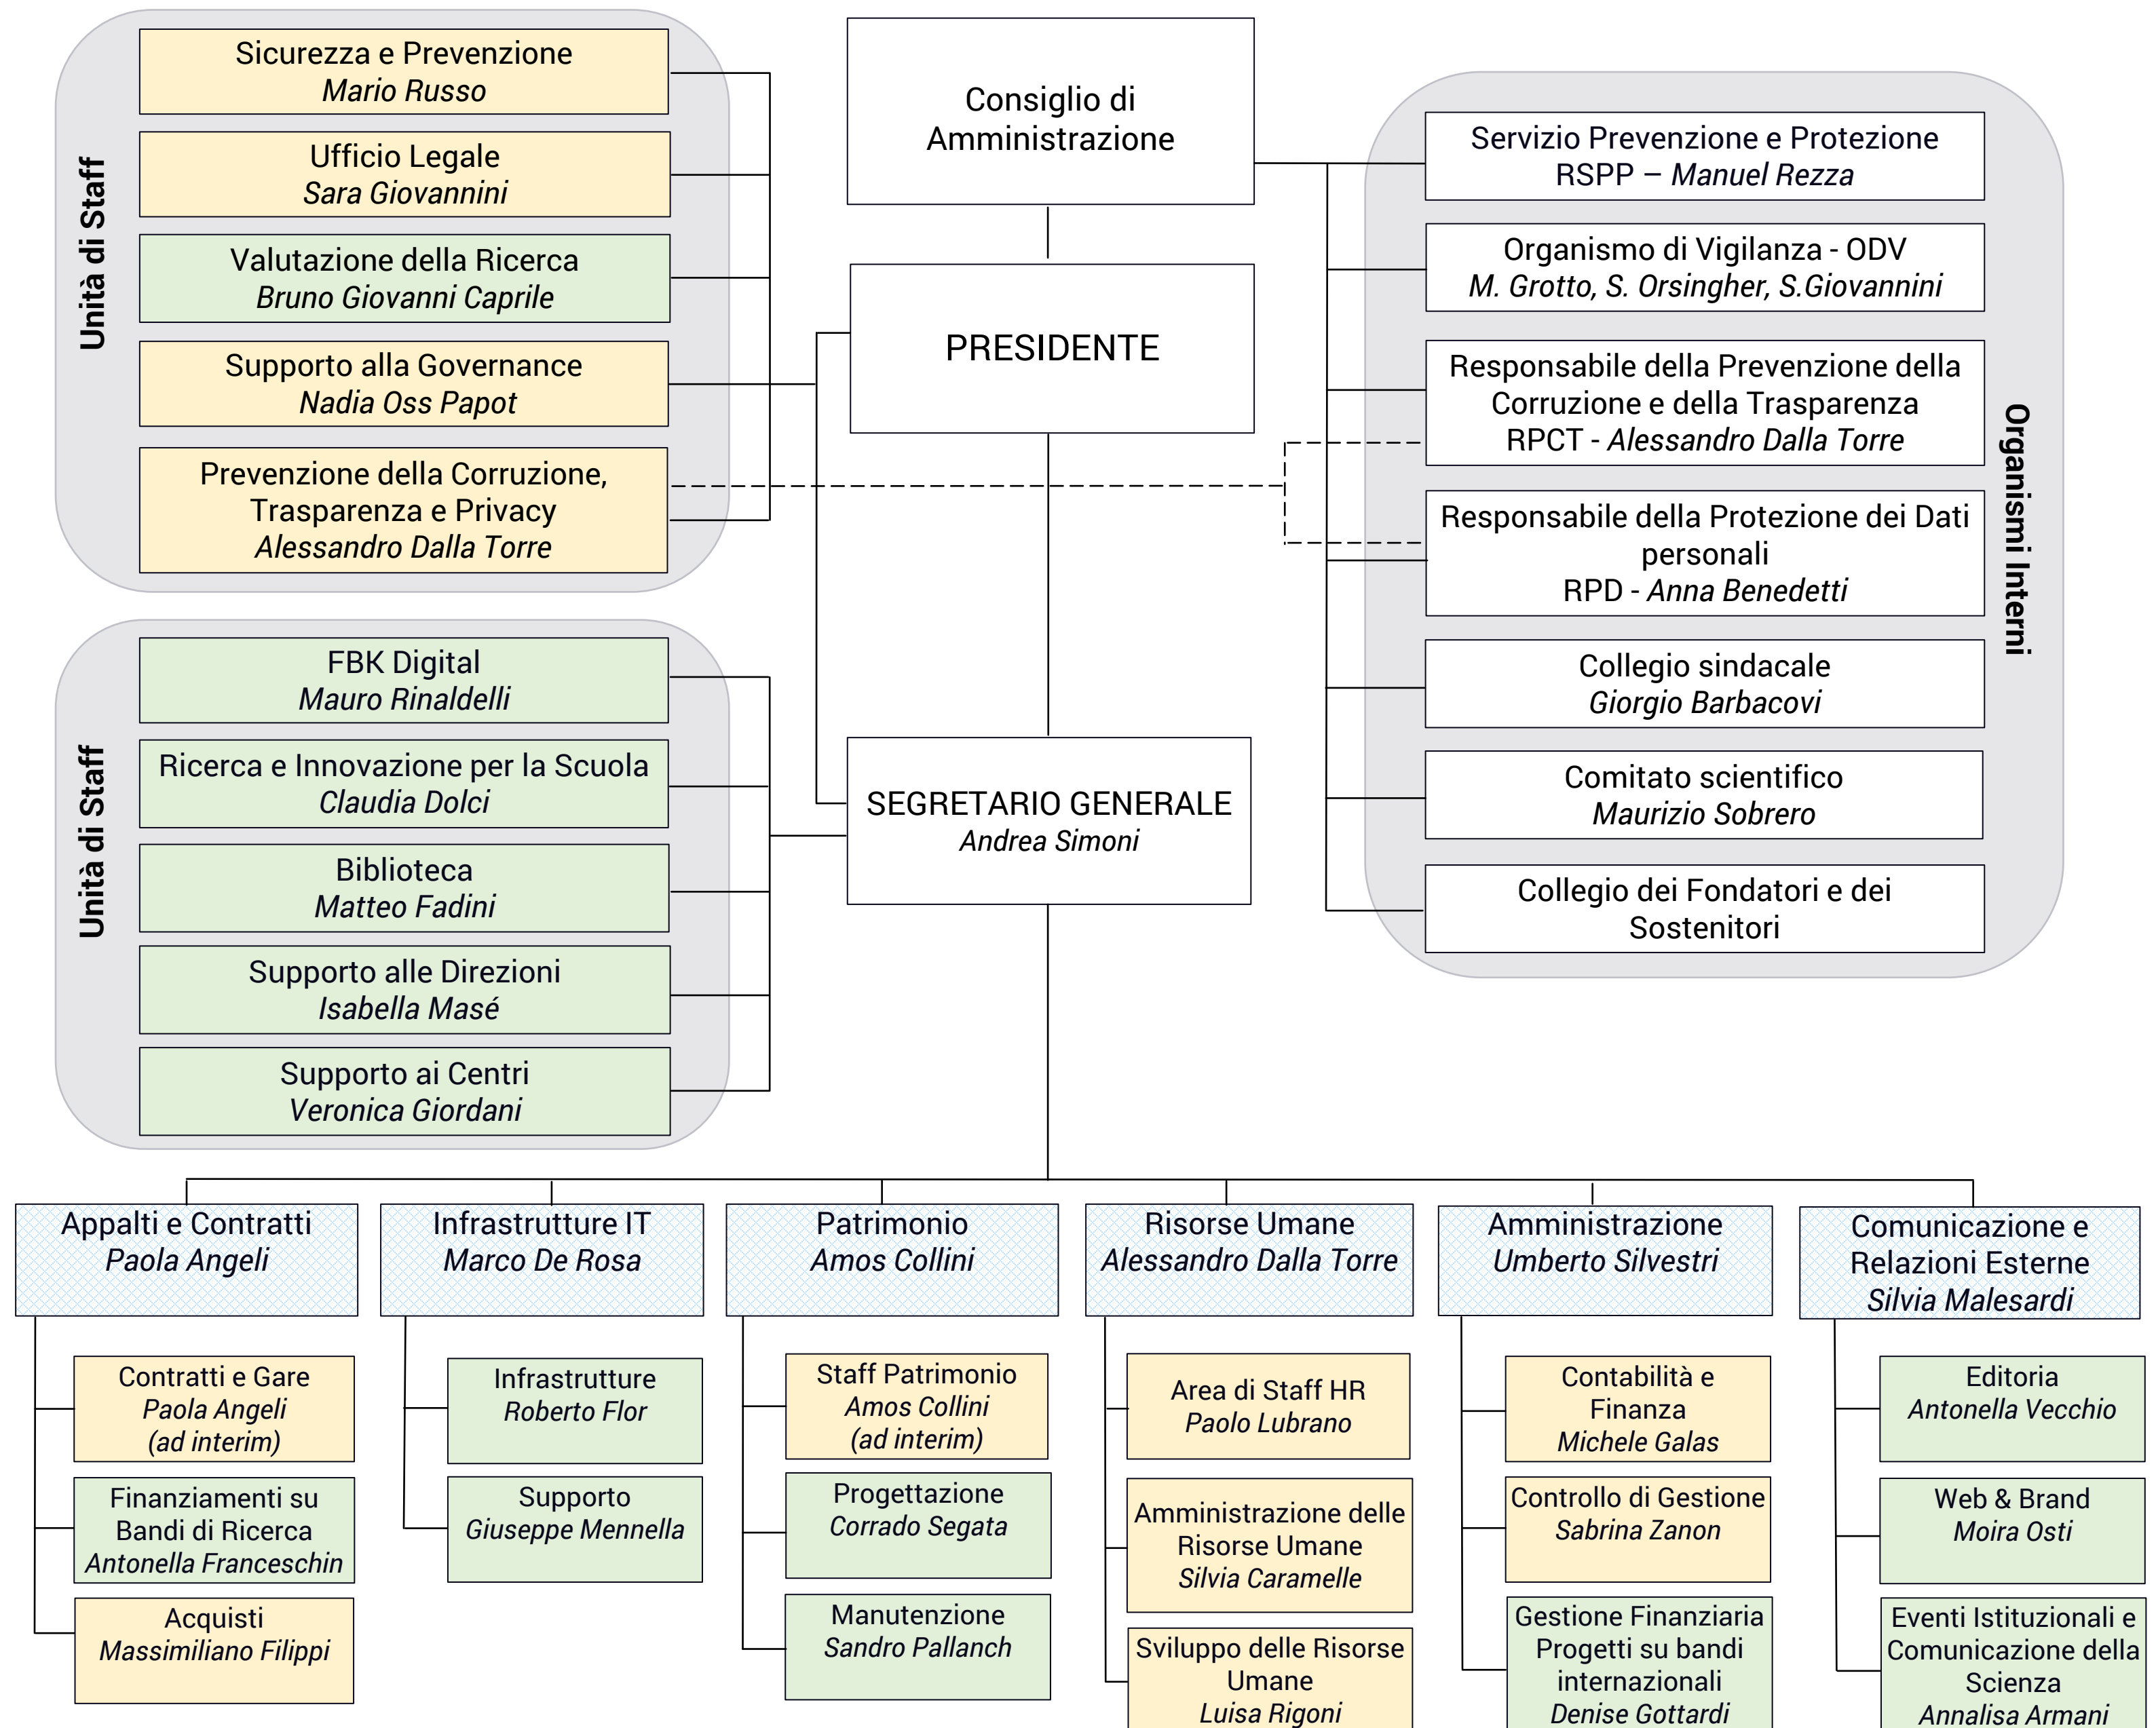 Unità di Staff
Sicurezza e Prevenzione
Mario Russo
Ufficio Legale
Sara Giovannini
Valutazione della Ricerca
Bruno Giovanni Caprile
Supporto alla Governance
Nadia Oss Papot
Prevenzione della Corruzione,
Trasparenza e Privacy
Alessandro Dalla Torre
Unità di Staff
FBK Digital
Mauro Rinaldelli
Ricerca e Innovazione per la Scuola
Claudia Dolci
Biblioteca
Matteo Fadini
Supporto alle Direzioni
Isabella Masé
Supporto ai Centri
Veronica Giordani
Consiglio di
Amministrazione
PRESIDENTE
SEGRETARIO GENERALE
Andrea Simoni
Organismi Interni
Servizio Prevenzione e Protezione
RSPP – Manuel Rezza
Organismo di Vigilanza - ODV
M. Grotto, S. Orsingher, S.Giovannini
Responsabile della Prevenzione della
Corruzione e della Trasparenza
RPCT - Alessandro Dalla Torre
Responsabile della Protezione dei Dati
personali
RPD - Anna Benedetti
Collegio sindacale
Giorgio Barbacovi
Comitato scientifico
Maurizio Sobrero
Collegio dei Fondatori e dei
Sostenitori
Appalti e Contratti
Paola Angeli
Contratti e Gare
Paola Angeli
(ad interim)
Finanziamenti su
Bandi di Ricerca
Antonella Franceschin
Acquisti
Massimiliano Filippi
Infrastrutture IT
Marco De Rosa
Infrastrutture
Roberto Flor
Supporto
Giuseppe Mennella
Patrimonio
Amos Collini
Staff Patrimonio
Amos Collini
(ad interim)
Progettazione
Corrado Segata
Manutenzione
Sandro Pallanch
Risorse Umane
Alessandro Dalla Torre
Area di Staff HR
Paolo Lubrano
Amministrazione delle
Risorse Umane
Silvia Caramelle
Sviluppo delle Risorse
Umane
Luisa Rigoni
Amministrazione
Umberto Silvestri
Contabilità e
Finanza
Michele Galas
Controllo di Gestione
Sabrina Zanon
Gestione Finanziaria
Progetti su bandi
internazionali
Denise Gottardi
Comunicazione e
Relazioni Esterne
Silvia Malesardi
Editoria
Antonella Vecchio
Web & Brand
Moira Osti
Eventi Istituzionali e
Comunicazione della
Scienza
Annalisa Armani